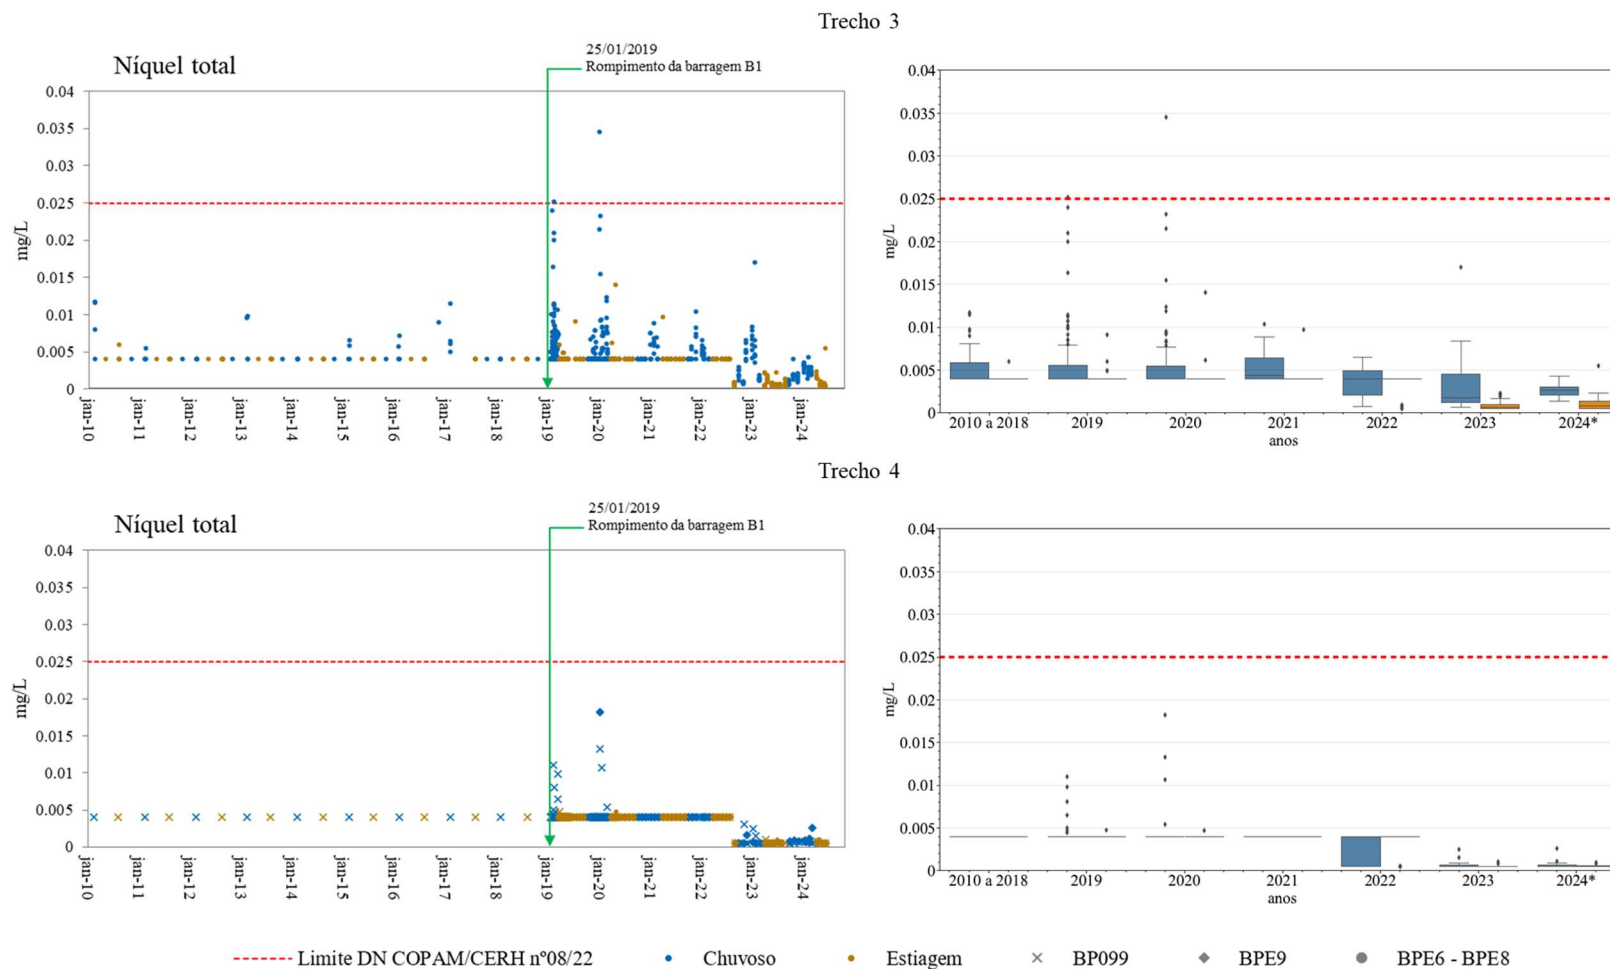 Trecho 3
Níquel total
25/01/2019
Rompimento da barragem B1
mg/L
0.04
0.035
0.03
0.025
0.02
0.015
0.01
0.005
0
jan-10
jan-11
jan-12
jan-13
jan-14
jan-15
jan-16
jan-17
jan-18
jan-19
jan-20
jan-21
jan-22
jan-23
jan-24
mg/L
0.04
0.035
0.03
0.025
0.02
0.015
0.01
0.005
0
2010 a 2018 2019 2020 2021 2022 2023 2024*
anos
Trecho 4
Níquel total
25/01/2019
Rompimento da barragem B1
mg/L
0.04
0.035
0.03
0.025
0.02
0.015
0.01
0.005
0
jan-10
jan-11
jan-12
jan-13
jan-14
jan-15
jan-16
jan-17
jan-18
jan-19
jan-20
jan-21
jan-22
jan-23
jan-24
mg/L
0.04
0.035
0.03
0.025
0.02
0.015
0.01
0.005
0
2010 a 2018 2019 2020 2021 2022 2023 2024*
anos
Limite DN COPAM/CERH nº08/22 Chuvoso Estiagem BP099 BPE9 BPE6 - BPE8